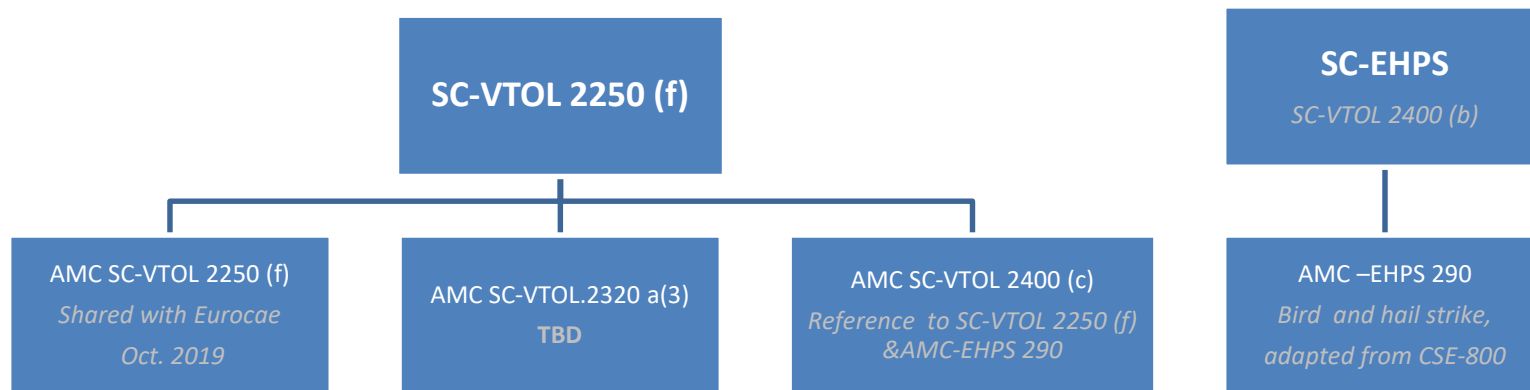 SC-VTOL 2250 (f)
SC-EHPS
SC-VTOL 2400 (b)
AMC SC-VTOL 2250 (f)
Shared with Eurocae
Oct. 2019
AMC SC-VTOL.2320 a(3)
TBD
AMC SC-VTOL 2400 (c)
Reference to SC-VTOL 2250 (f)
&AMC-EHPS 290
AMC –EHPS 290
Bird and hail strike,
adapted from CSE-800